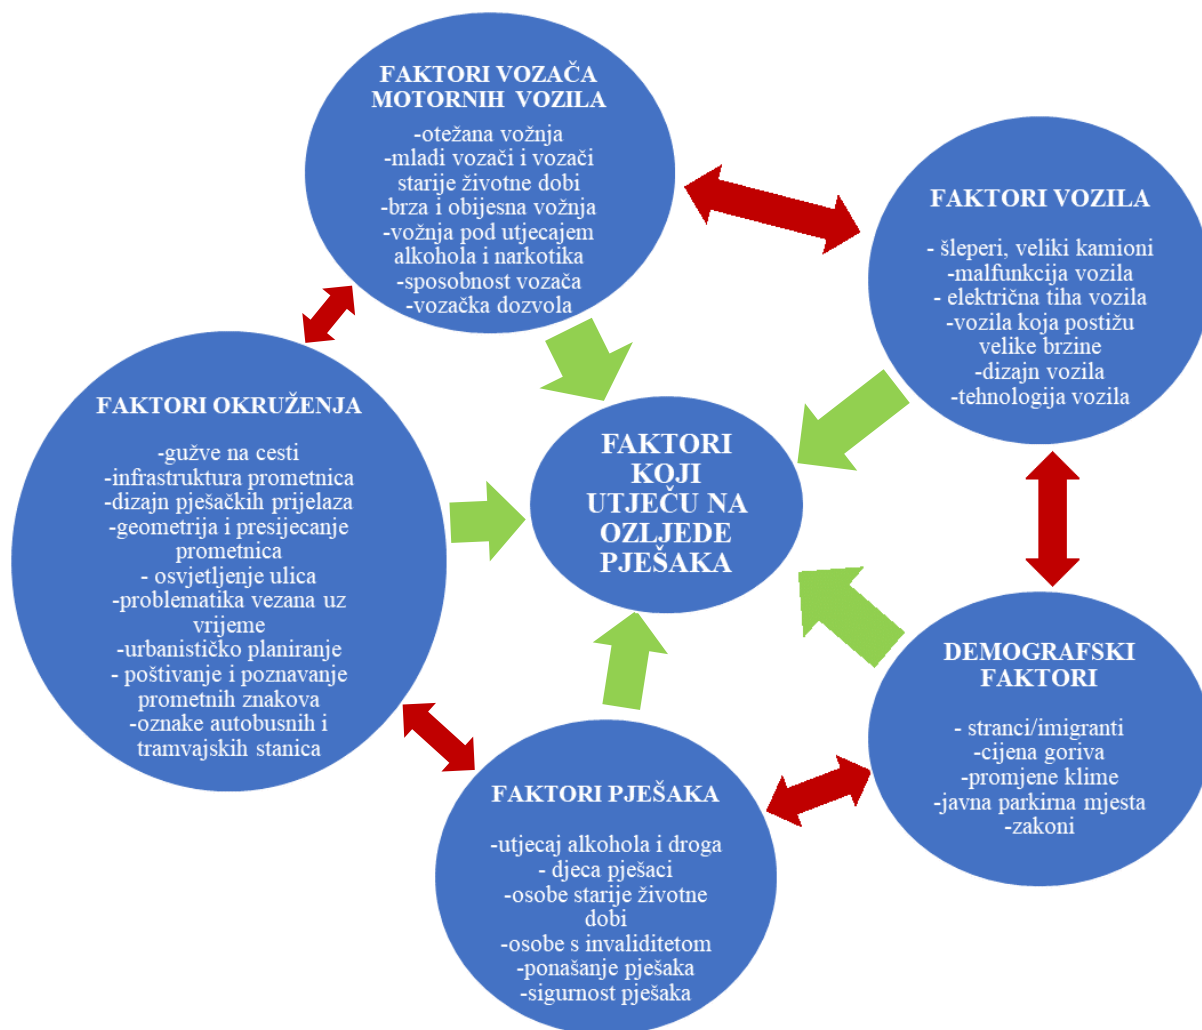 FAKTORI VOZAČA
MOTORNIH VOZILA
-otežana vožnja
-mladi vozači i vozači
starije životne dobi
-brza i obijesna vožnja
-vožnja pod utjecajem
alkohola i narkotika
-sposobnost vozača
-vozačka dozvola
FAKTORI VOZILA
- šleperi, veliki kamioni
-malfunkcija vozila
- električna tiha vozila
-vozila koja postižu
velike brzine
-dizajn vozila
-tehnologija vozila
FAKTORI OKRUŽENJA
-gužve na cesti
-infrastruktura prometnica
-dizajn pješačkih prijelaza
-geometrija i presijecanje
prometnica
- osvjetljenje ulica
-problematika vezana uz
vrijeme
-urbanističko planiranje
- poštivanje i poznavanje
prometnih znakova
-oznake autobusnih i
tramvajskih stanica
FAKTORI
KOJI
UTJEČU NA
OZLJEDE
PJEŠAKA
DEMOGRAFSKI
FAKTORI
- stranci/imigranti
-cijena goriva
-promjene klime
-javna parkirna mjesta
-zakoni
FAKTORI PJEŠAKA
-utjecaj alkohola i droga
- djeca pješaci
-osobe starije životne
dobi
-osobe s invaliditetom
-ponašanje pješaka
-sigurnost pješaka